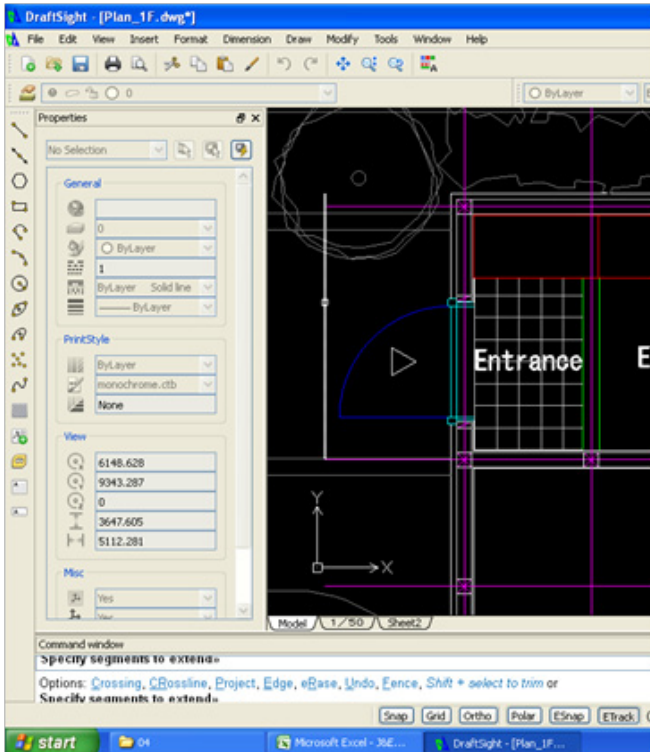 DraftSight - [Plan_1F.dwg*]
File Edit View Insert Format Dimension Draw Modify Tools Window Help
0 ByLayer
Properties
No Selection
General
0
ByLayer
1
ByLayer Solid line
ByLayer
PrintStyle
ByLayer
monochrome.ctb
None
View
6148.628
9343.287
0
3647.605
5112.281
Misc
Yes
Yes
Entrance E
Y
X
Model 1/50 Sheet2
Command window
Specify segments to extend»
Options: Crossing, CRossline, Project, Edge, eRase, Undo, Fence, Shift + select to trim or
Specify segments to extend»
Snap Grid Ortho Polar ESnap ETrack
start 04 Microsoft Excel - J6E... DraftSight - [Plan_1F...